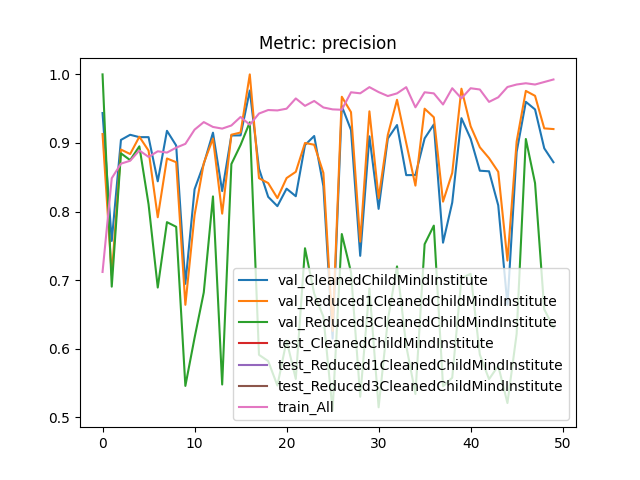 Metric: precision
1.0
0.9
0.8
0.7
0.6
0.5
val_CleanedChildMindInstitute
val_Reduced1CleanedChildMindInstitute
val_Reduced3CleanedChildMindInstitute
test_CleanedChildMindInstitute
test_Reduced1CleanedChildMindInstitute
test_Reduced3CleanedChildMindInstitute
train_All
0 10 20 30 40 50